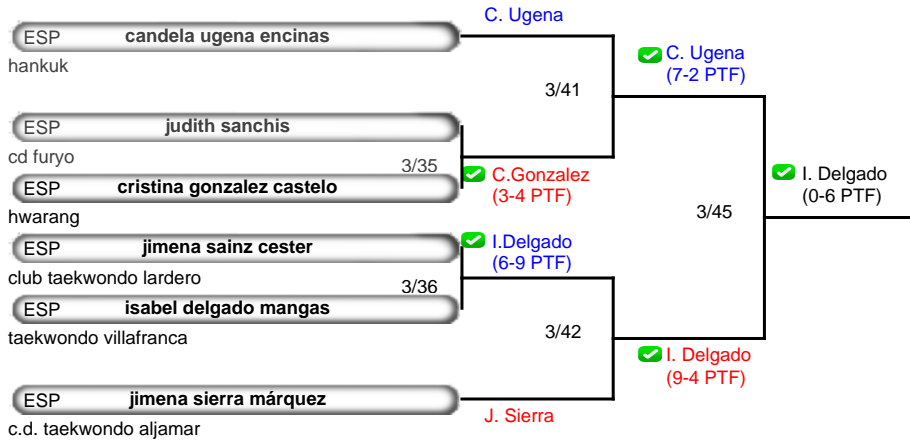 C. Ugena
ESP candela ugena encinas
hankuk
C. Ugena
(7-2 PTF)
3/41
ESP judith sanchis
cd furyo
3/35
C.Gonzalez
(3-4 PTF)
ESP cristina gonzalez castelo
hwarang
I. Delgado
(0-6 PTF)
3/45
ESP jimena sainz cester
club taekwondo lardero
I.Delgado
(6-9 PTF)
3/36
ESP isabel delgado mangas
taekwondo villafranca
3/42
I. Delgado
(9-4 PTF)
ESP jimena sierra márquez
c.d. taekwondo aljamar
J. Sierra